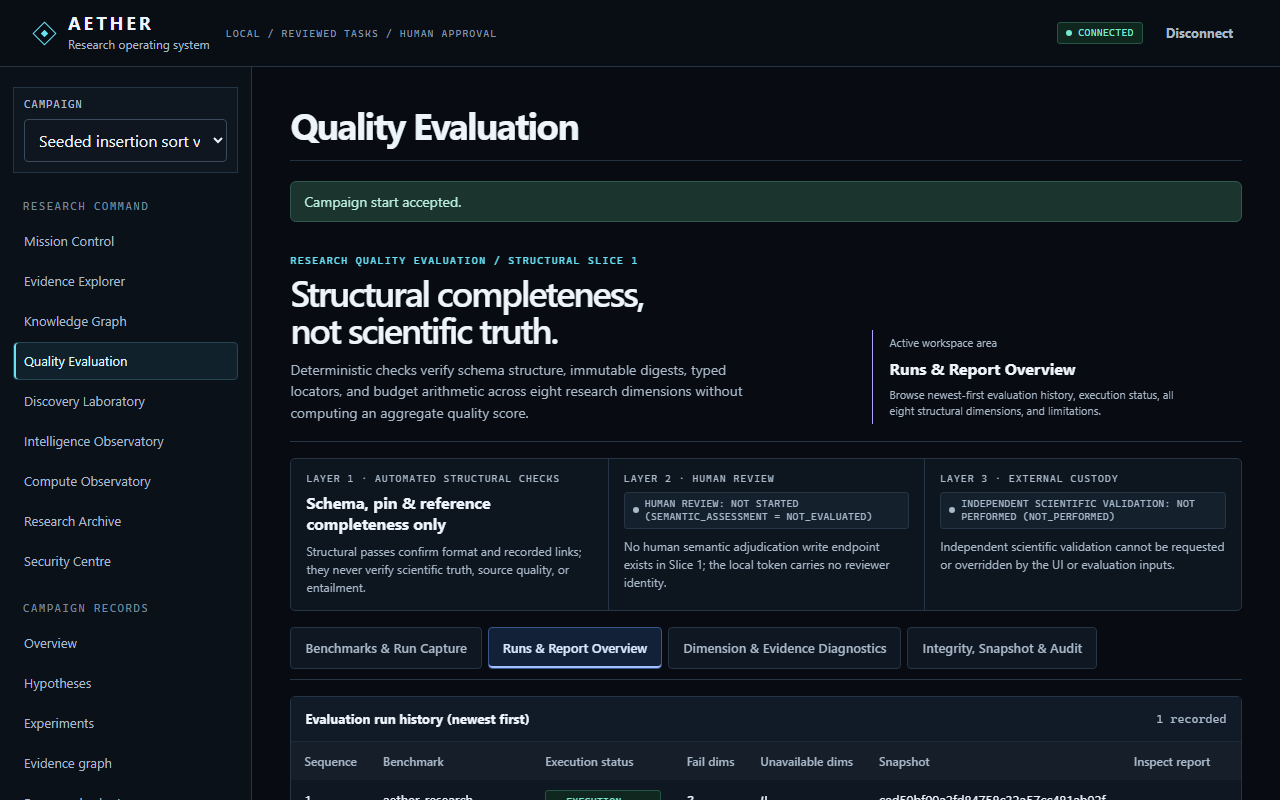 AETHER
Research operating system
LOCAL / REVIEWED TASKS / HUMAN APPROVAL
CONNECTED
Disconnect
CAMPAIGN
Seeded insertion sort v
RESEARCH COMMAND
Mission Control
Evidence Explorer
Knowledge Graph
Quality Evaluation
Discovery Laboratory
Intelligence Observatory
Compute Observatory
Research Archive
Security Centre
CAMPAIGN RECORDS
Overview
Hypotheses
Experiments
Evidence graph
Quality Evaluation
Campaign start accepted.
RESEARCH QUALITY EVALUATION / STRUCTURAL SLICE 1
Structural completeness,
not scientific truth.
Deterministic checks verify schema structure, immutable digests, typed
locators, and budget arithmetic across eight research dimensions without
computing an aggregate quality score.
Active workspace area
Runs & Report Overview
Browse newest-first evaluation history, execution status, all
eight structural dimensions, and limitations.
LAYER 1 · AUTOMATED STRUCTURAL CHECKS
Schema, pin & reference
completeness only
Structural passes confirm format and recorded links;
they never verify scientific truth, source quality, or
entailment.
LAYER 2 · HUMAN REVIEW
HUMAN REVIEW: NOT STARTED
(SEMANTIC_ASSESSMENT = NOT_EVALUATED)
No human semantic adjudication write endpoint
exists in Slice 1; the local token carries no reviewer
identity.
LAYER 3 · EXTERNAL CUSTODY
INDEPENDENT SCIENTIFIC VALIDATION: NOT
PERFORMED (NOT_PERFORMED)
Independent scientific validation cannot be requested
or overridden by the UI or evaluation inputs.
Benchmarks & Run Capture
Runs & Report Overview
Dimension & Evidence Diagnostics
Integrity, Snapshot & Audit
Evaluation run history (newest first)
1 recorded
Sequence Benchmark Execution status Fail dims Unavailable dims Snapshot Inspect report
aether-research
EXECUTION